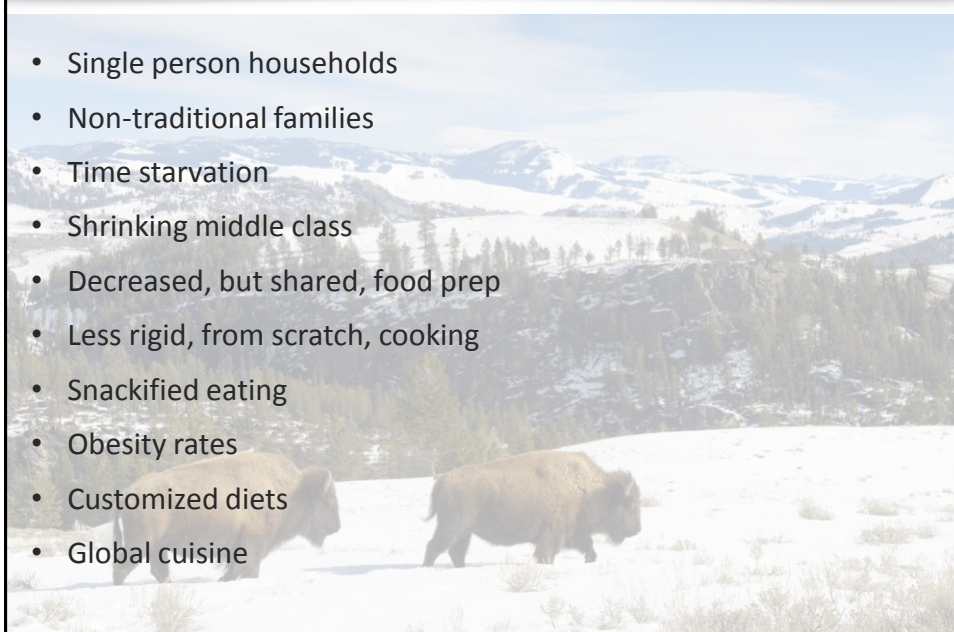 • Single person households
• Non-traditional families
• Time starvation
• Shrinking middle class
• Decreased, but shared, food prep
• Less rigid, from scratch, cooking
• Snackified eating
• Obesity rates
• Customized diets
• Global cuisine